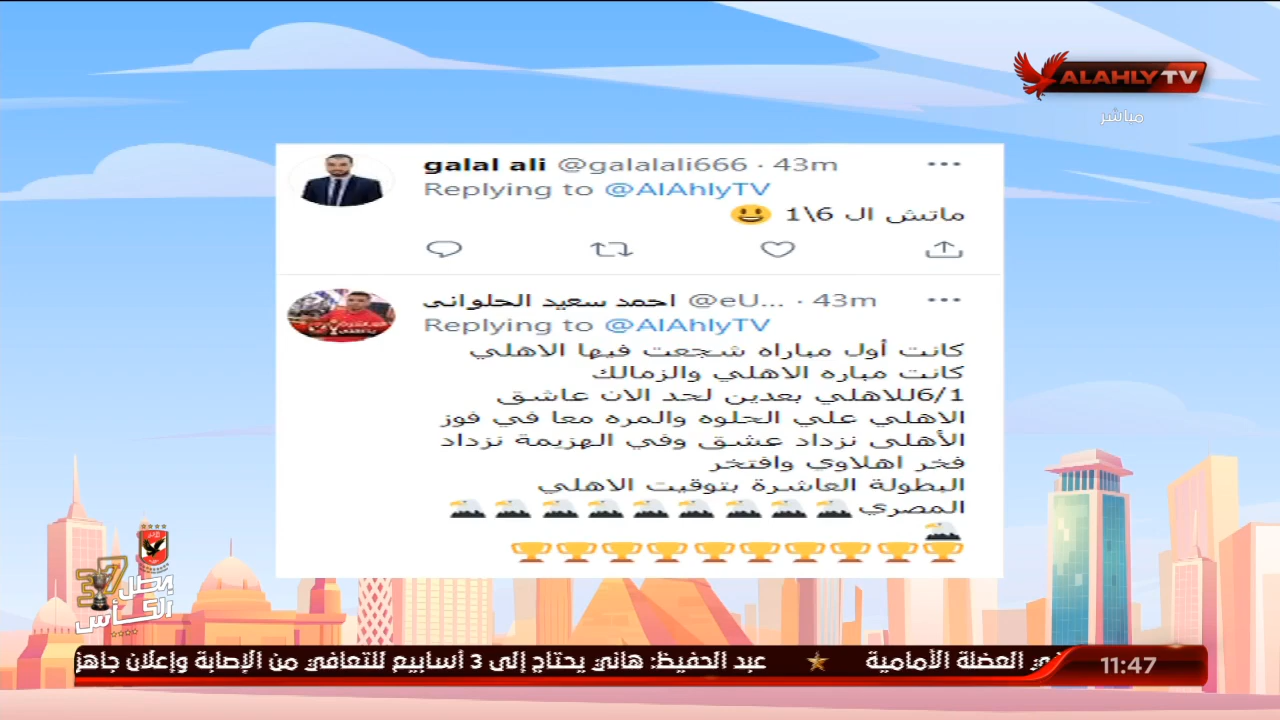 ALAHLY TV
مباشر
galal ali @galalali666 · 43m
Replying to @AlAhlyTV
ماتش ال 6\1 😃
احمد سعيد الحلوانى @eU... · 43m
Replying to @AlAhlyTV
كانت أول مباراه شجعت فيها الاهلي
كانت مباره الاهلي والزمالك
6/1للاهلي بعدين لحد الان عاشق
الاهلي علي الحلوه والمره معا في فوز
الأهلى نزداد عشق وفي الهزيمة نزداد
فخر اهلاوي وافتخر
البطولة العاشرة بتوقيت الاهلي
المصري🦅🦅🦅🦅🦅🦅🦅🦅🦅
🦅
🏆🏆🏆🏆🏆🏆🏆🏆🏆🏆
37
بطل
الكأس
في العضلة الأمامية ★ عبد الحفيظ: هاني يحتاج إلى 3 أسابيع للتعافي من الإصابة وإعلان جاهز
11:47